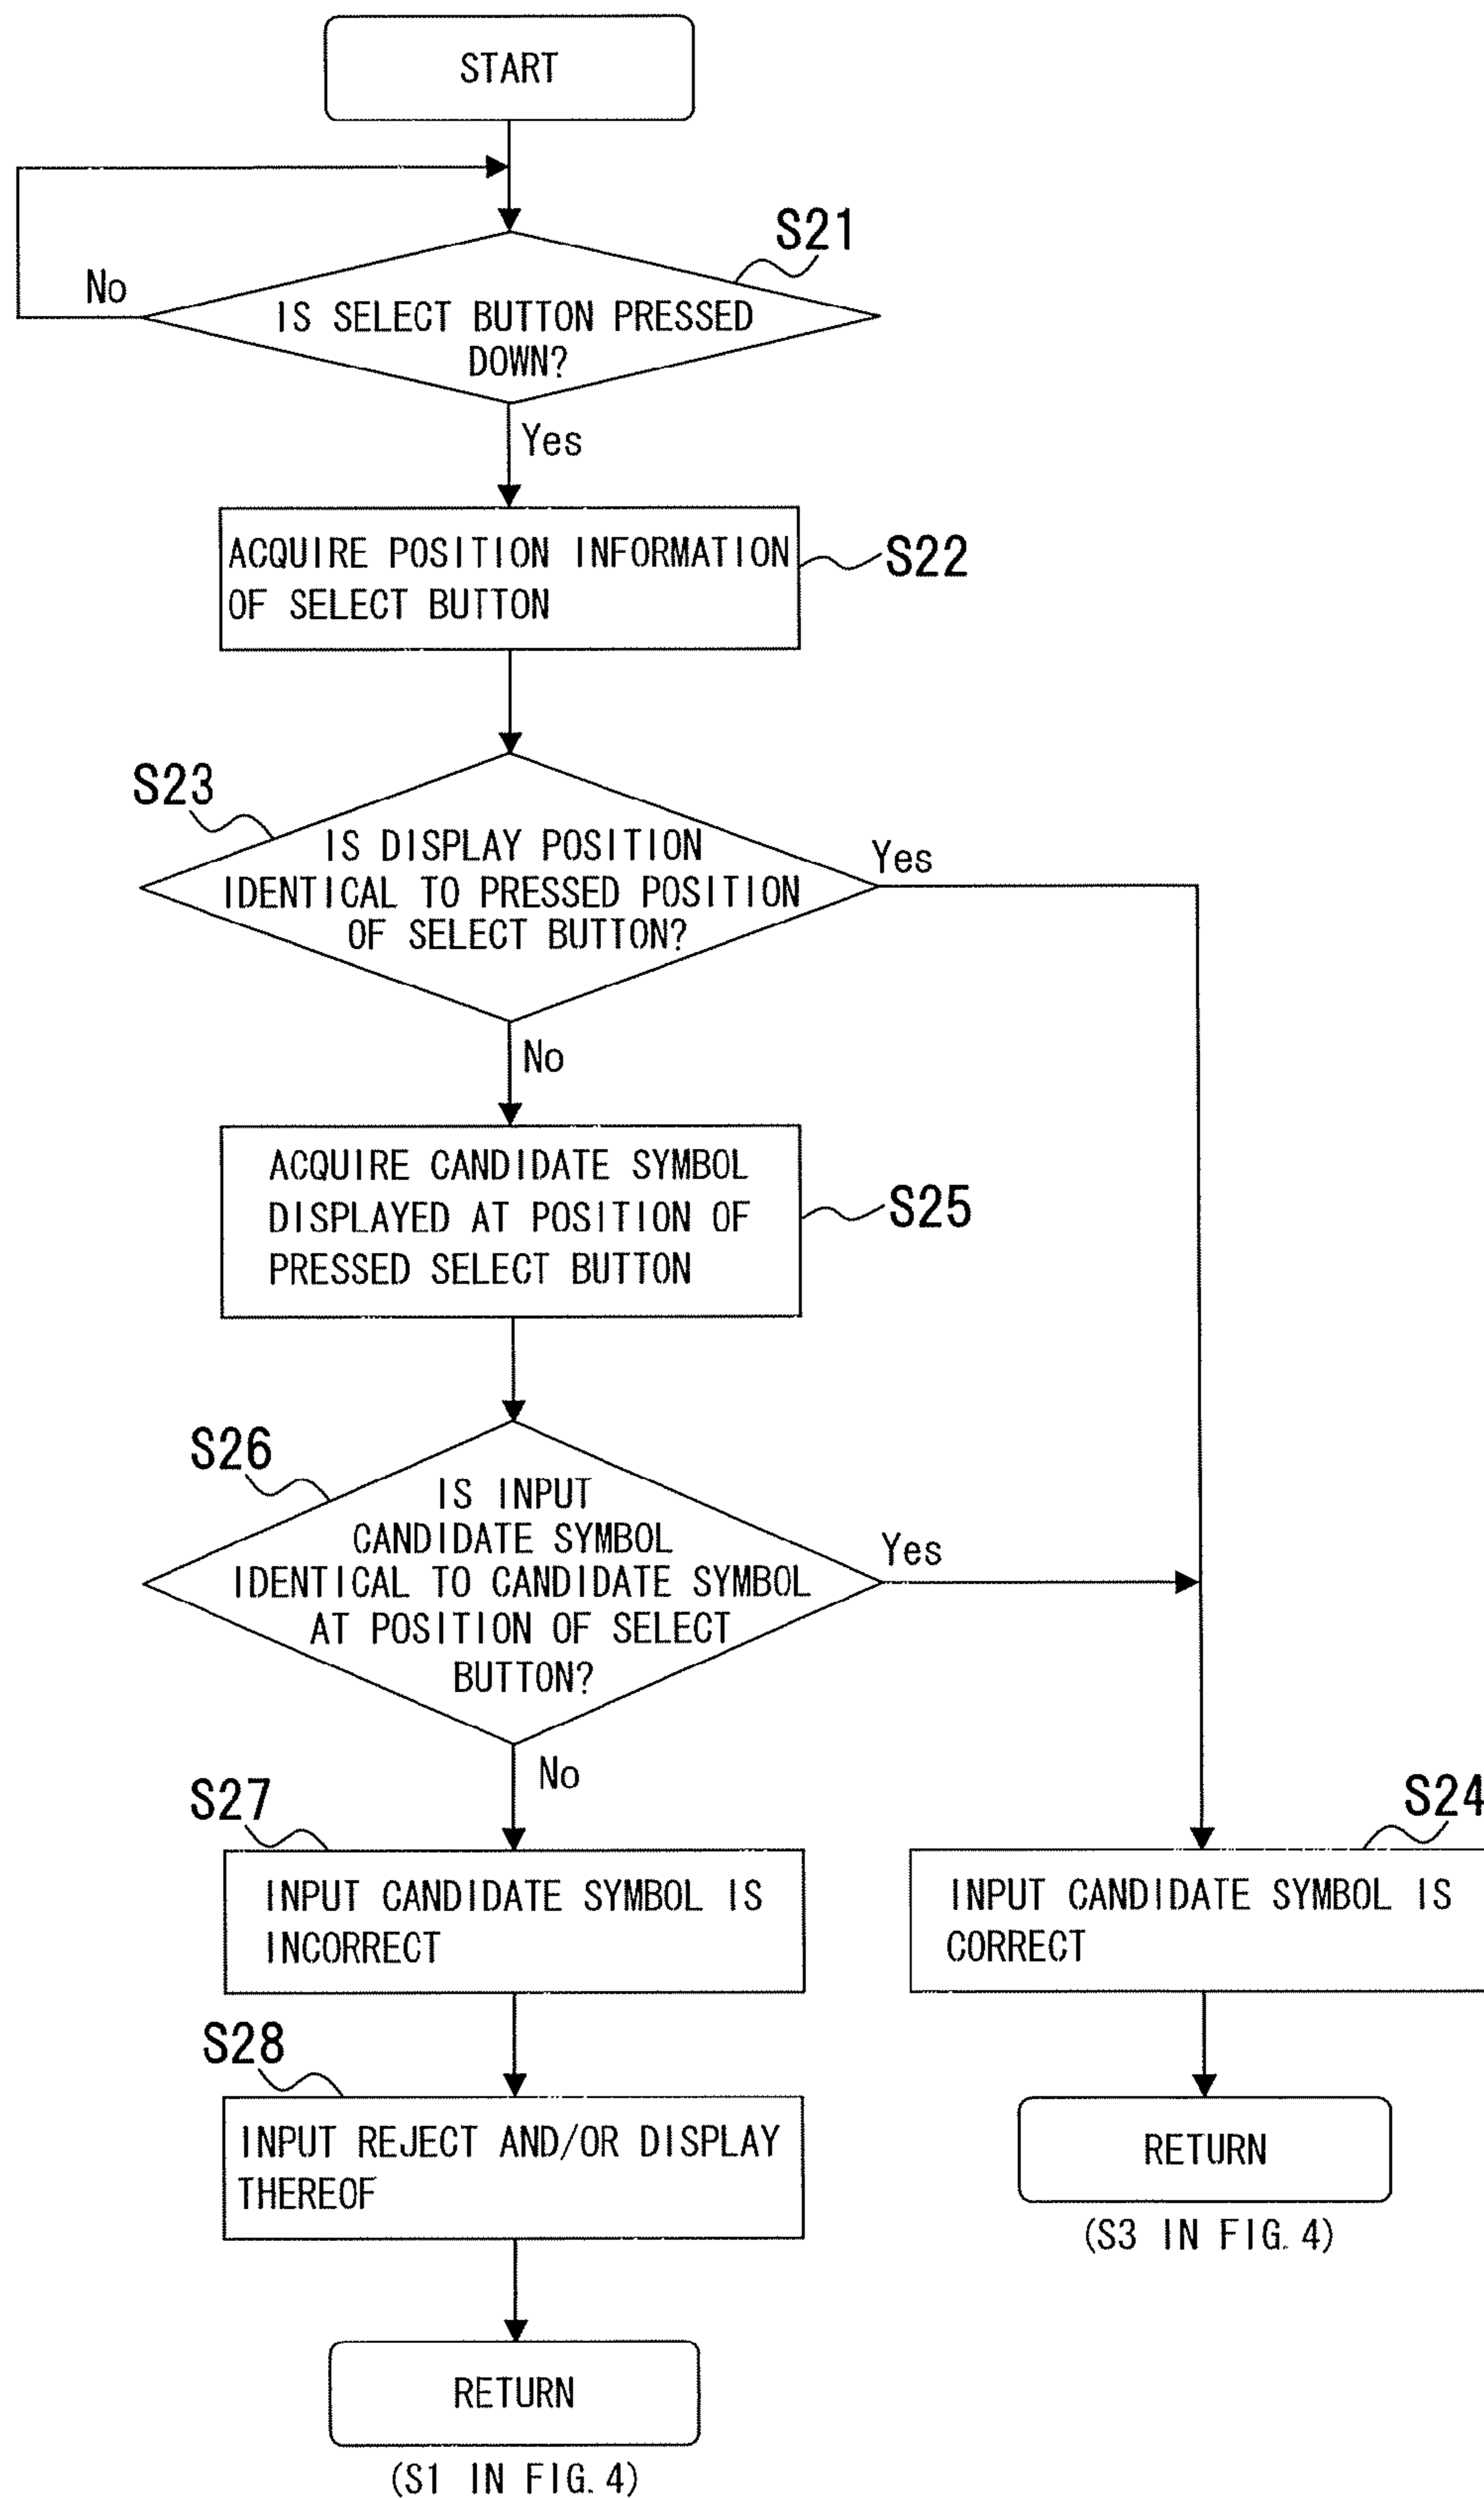 START
S21
No
IS SELECT BUTTON PRESSED
DOWN?
Yes
ACQUIRE POSITION INFORMATION
OF SELECT BUTTON
S22
S23
IS DISPLAY POSITION
IDENTICAL TO PRESSED POSITION
OF SELECT BUTTON?
Yes
No
ACQUIRE CANDIDATE SYMBOL
DISPLAYED AT POSITION OF
PRESSED SELECT BUTTON
S25
S26
IS INPUT
CANDIDATE SYMBOL
IDENTICAL TO CANDIDATE SYMBOL
AT POSITION OF SELECT
BUTTON?
Yes
No
S27
INPUT CANDIDATE SYMBOL IS
INCORRECT
S24
INPUT CANDIDATE SYMBOL IS
CORRECT
S28
INPUT REJECT AND/OR DISPLAY
THEREOF
RETURN
(S3 IN FIG. 4)
RETURN
(S1 IN FIG. 4)